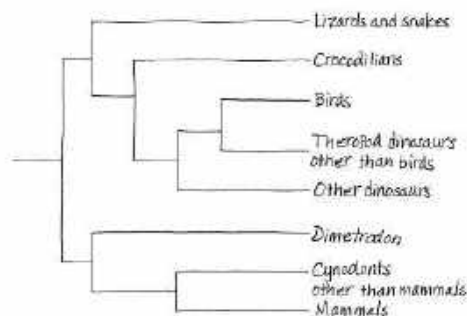 Lizards and snakes
Crocodilians
Birds
Theropod dinosaurs
other than birds
Other dinosaurs
Dimetrodon
Cynodonts
other than mammals
Mammals